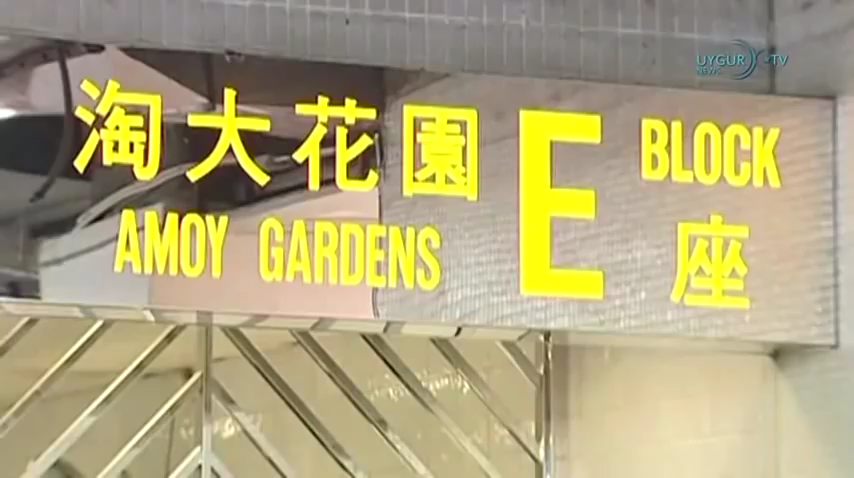 UYGUR TV
NEWS
淘大花園
AMOY GARDENS
E
BLOCK
座